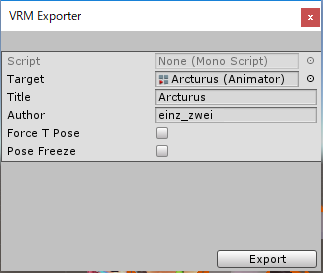 VRM Exporter
x
Script None (Mono Script)
Target Arcturus (Animator)
Title Arcturus
Author einz_zwei
Force T Pose
Pose Freeze
Export